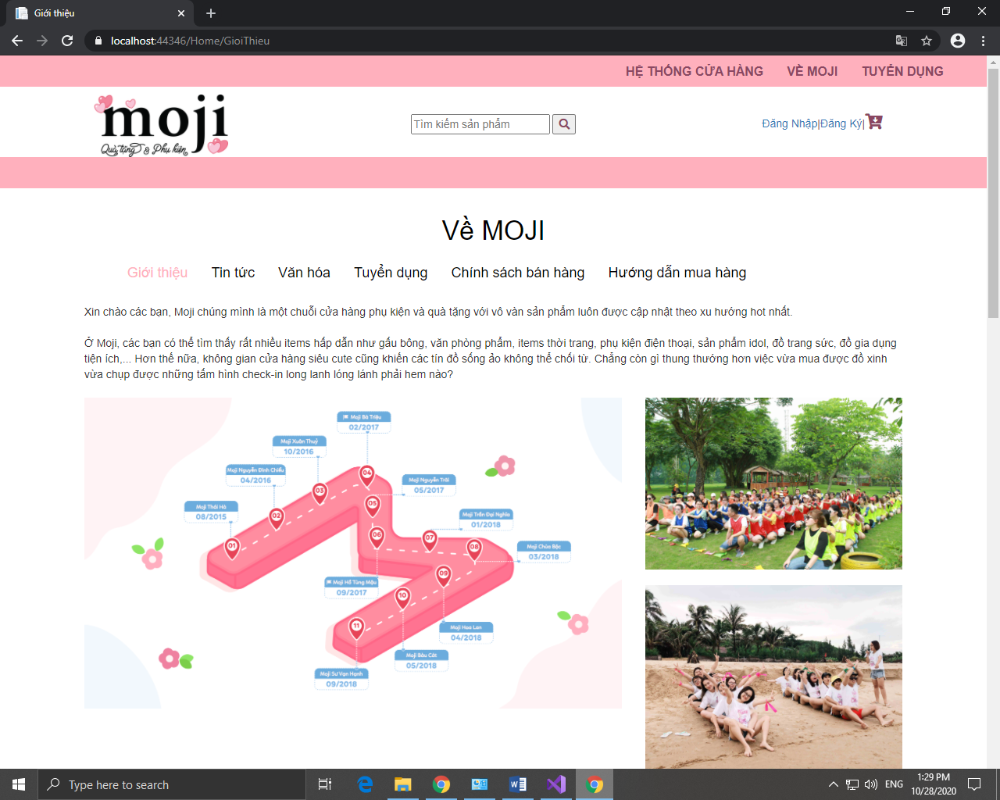 Giới thiệu
localhost:44346/Home/GioiThieu
HỆ THỐNG CỬA HÀNG VỀ MOJI TUYỂN DỤNG
moji
Quà tặng & Phụ kiện
Tìm kiếm sản phẩm
Đăng Nhập|Đăng Ký|
Về MOJI
Giới thiệu Tin tức Văn hóa Tuyển dụng Chính sách bán hàng Hướng dẫn mua hàng
Xin chào các bạn, Moji chúng mình là một chuỗi cửa hàng phụ kiện và quà tặng với vô vàn sản phẩm luôn được cập nhật theo xu hướng hot nhất.
Ở Moji, các bạn có thể tìm thấy rất nhiều items hấp dẫn như gấu bông, văn phòng phẩm, items thời trang, phụ kiện điện thoại, sản phẩm idol, đồ trang sức, đồ gia dụng
tiện ích,... Hơn thế nữa, không gian cửa hàng siêu cute cũng khiến các tín đồ sống ảo không thể chối từ. Chẳng còn gì thung thướng hơn việc vừa mua được đồ xinh
vừa chụp được những tấm hình check-in long lanh lóng lánh phải hem nào?
Moji Bà Triệu
02/2017
Moji Xuân Thuỷ
10/2016
Moji Nguyễn Đình Chiểu
04/2016
Moji Nguyễn Trãi
05/2017
Moji Thái Hà
08/2015
Moji Trần Đại Nghĩa
01/2018
Moji Chùa Bộc
03/2018
Moji Hồ Tùng Mậu
09/2017
Moji Hoa Lan
04/2018
Moji Bàu Cát
05/2018
Moji Sư Vạn Hạnh
09/2018
01
02
03
04
05
06
07
08
09
10
11
Type here to search
ENG
1:29 PM
10/28/2020